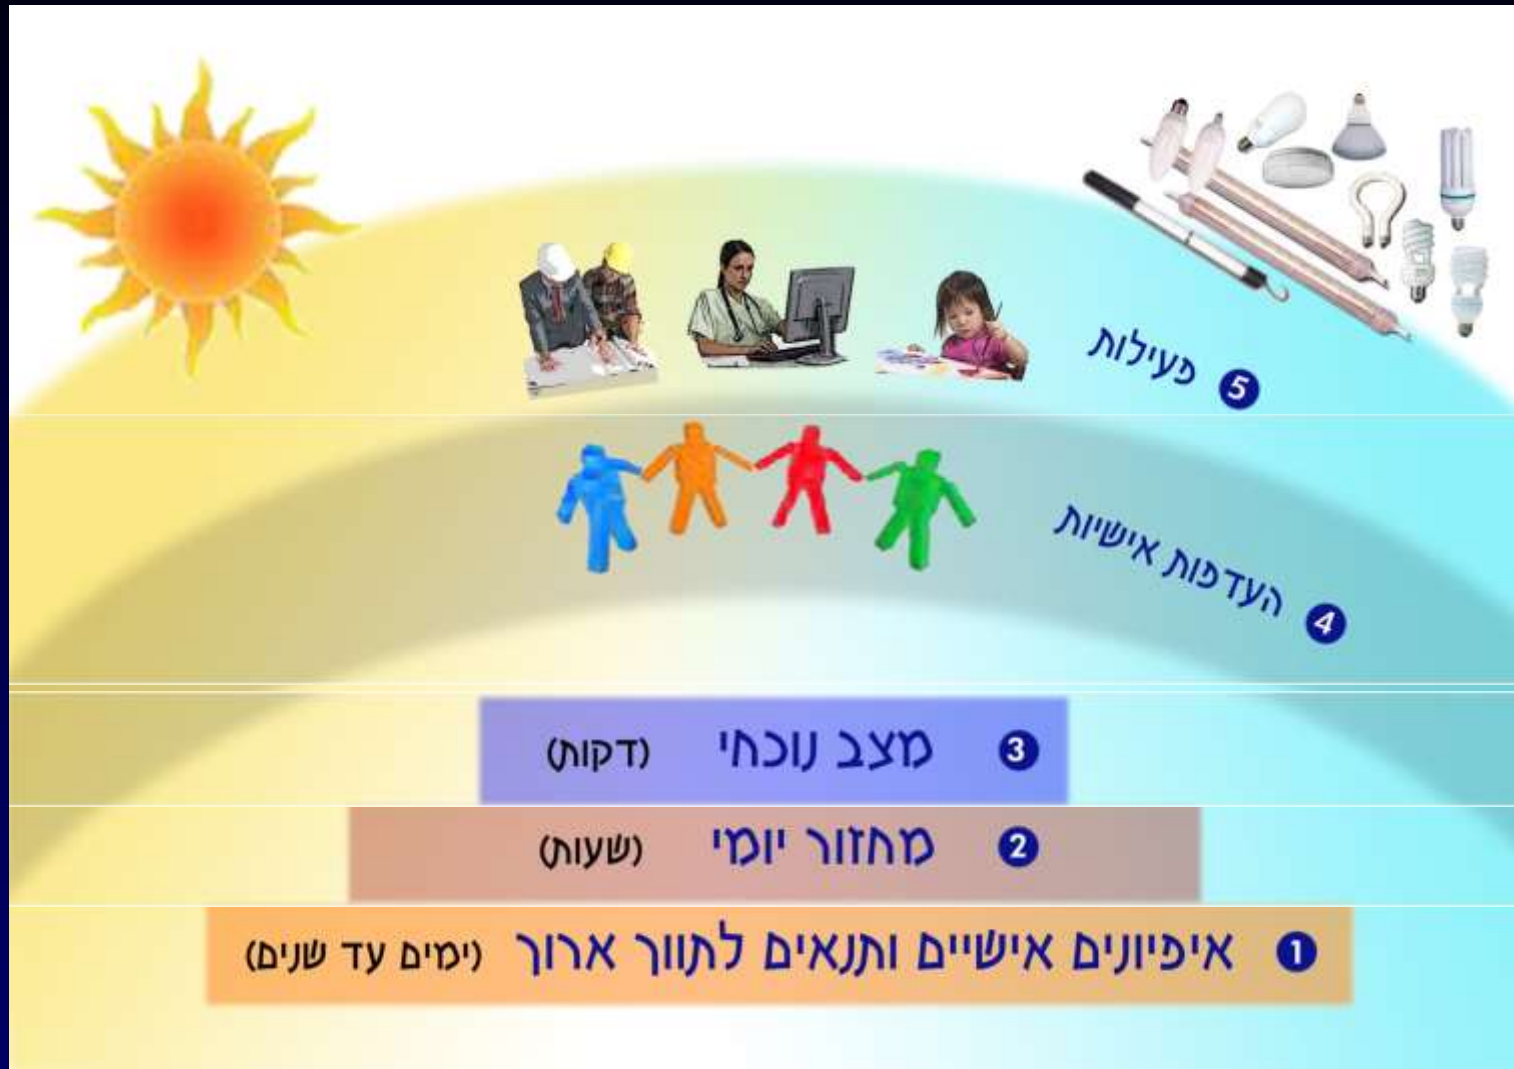 5 פעילות
4 העדפות אישיות
3 מצב נוכחי (דקות)
2 מחזור יומי (שעות)
1 איפיונים אישיים ותנאים לתווך ארוך (ימים עד שנים)